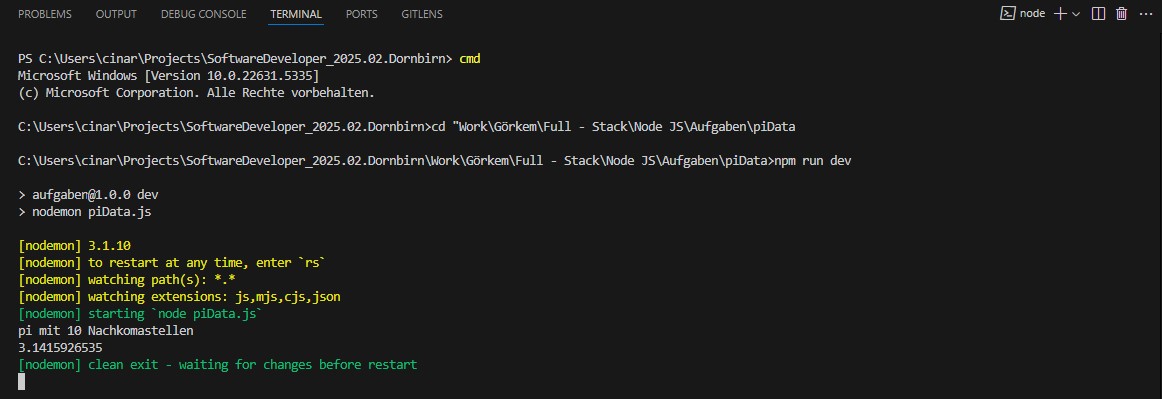 PROBLEMS OUTPUT DEBUG CONSOLE TERMINAL PORTS GITLENS node
PS C:\Users\cinar\Projects\SoftwareDeveloper_2025.02.Dornbirn> cmd
Microsoft Windows [Version 10.0.22631.5335]
(c) Microsoft Corporation. Alle Rechte vorbehalten.
C:\Users\cinar\Projects\SoftwareDeveloper_2025.02.Dornbirn>cd "Work\Görkem\Full - Stack\Node JS\Aufgaben\piData
C:\Users\cinar\Projects\SoftwareDeveloper_2025.02.Dornbirn\Work\Görkem\Full - Stack\Node JS\Aufgaben\piData>npm run dev
> aufgaben@1.0.0 dev
> nodemon piData.js
[nodemon] 3.1.10
[nodemon] to restart at any time, enter `rs`
[nodemon] watching path(s): *.*
[nodemon] watching extensions: js,mjs,cjs,json
[nodemon] starting `node piData.js`
pi mit 10 Nachkomastellen
3.1415926535
[nodemon] clean exit - waiting for changes before restart